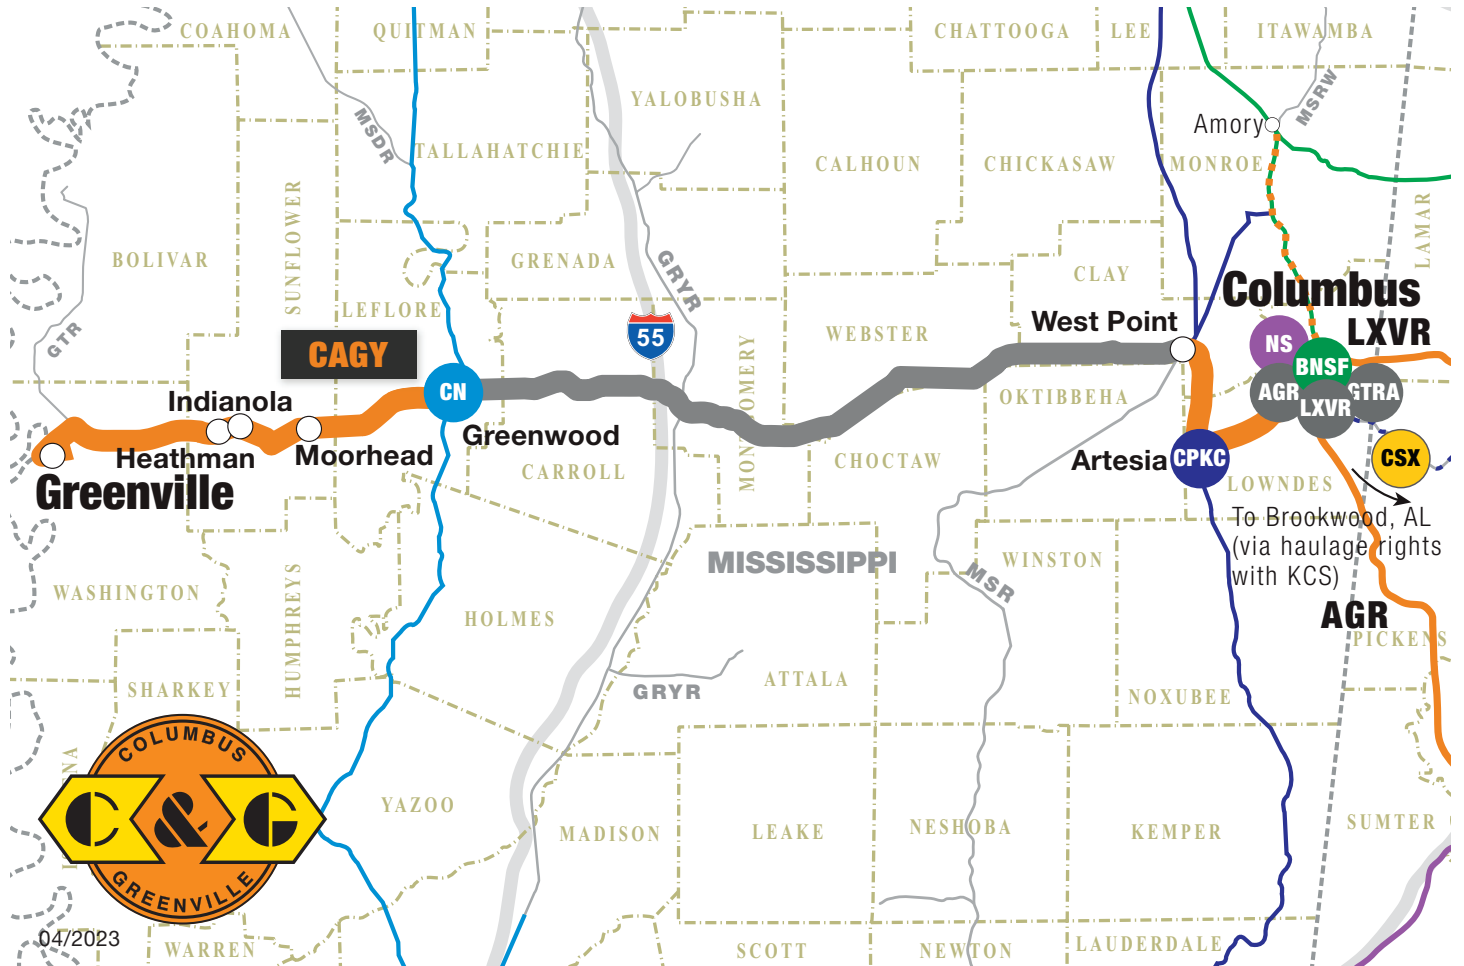 COAHOMA
QUITMAN
CHATTOOGA
LEE
ITAWAMBA
YALOBUSHA
MSRW
MSDR
Amory
TALLAHATCHIE
CALHOUN
CHICKASAW
MONROE
SUNFLOWER
LAMAR
BOLIVAR
GRENADA
GRYR
CLAY
Columbus
LEFLORE
GTR
55
WEBSTER
West Point
LXVR
NS
CAGY
BNSF
CN
AGR
GTRA
LXVR
Indianola
MONTGOMERY
OKTIBBEHA
Greenwood
Heathman
Moorhead
CARROLL
CHOCTAW
Artesia
CPKC
CSX
Greenville
LOWNDES
To Brookwood, AL
(via haulage rights
with KCS)
MISSISSIPPI
WINSTON
MSR
WASHINGTON
HUMPHREYS
HOLMES
AGR
PICKENS
SHARKEY
GRYR
ATTALA
NOXUBEE
COLUMBUS
C & G
GREENVILLE
YAZOO
MADISON
LEAKE
NESHOBA
KEMPER
SUMTER
04/2023
WARREN
SCOTT
NEWTON
LAUDERDALE